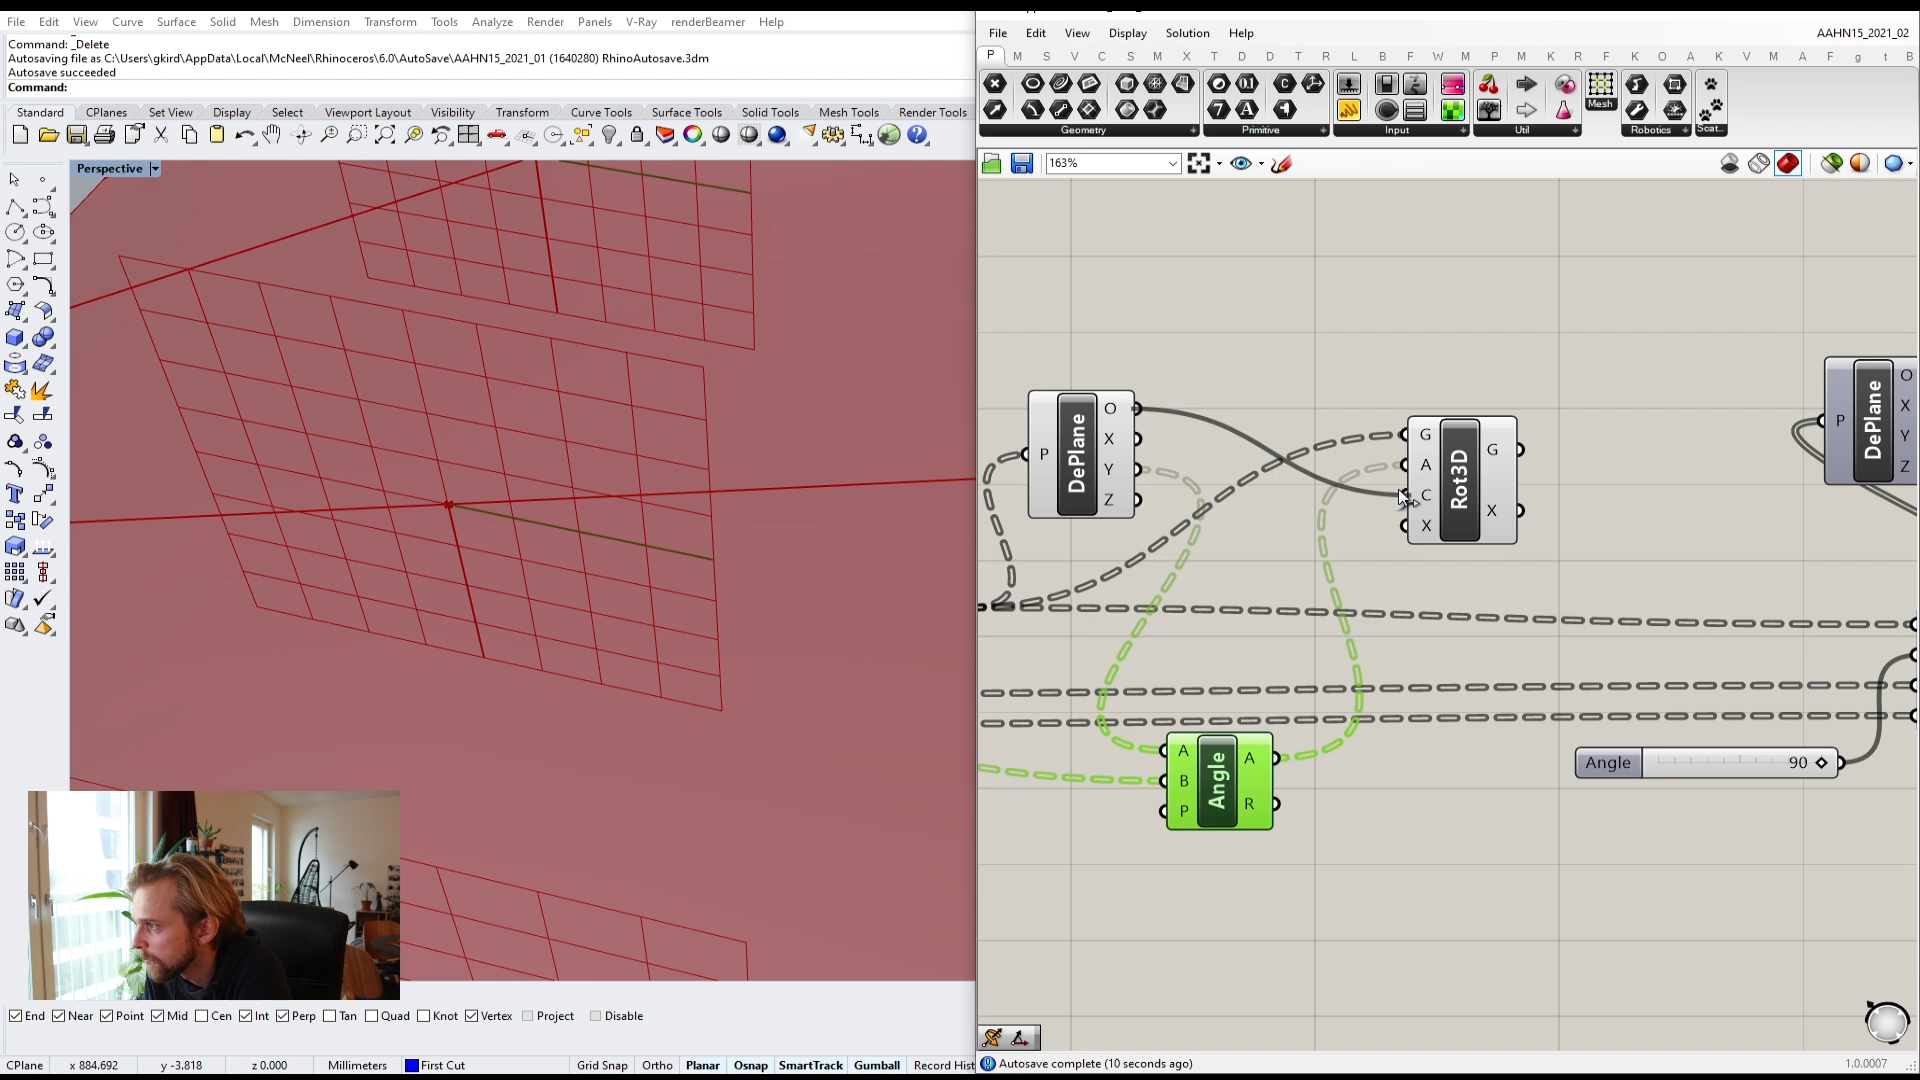 File Edit View Curve Surface Solid Mesh Dimension Transform Tools Analyze Render Panels V-Ray renderBeamer Help
Command: _Delete
Autosaving file as C:\Users\gkird\AppData\Local\McNeel\Rhinoceros\6.0\AutoSave\AAHN15_2021_01 (1640280) RhinoAutosave.3dm
Autosave succeeded
Command:
Standard CPlanes Set View Display Select Viewport Layout Visibility Transform Curve Tools Surface Tools Solid Tools Mesh Tools Render Tools
Perspective
File Edit View Display Solution Help AAHN15_2021_02
P M S V C S M I T D D T R L B F W M K R F K O A K V M A F g t B
Mesh
Geometry Primitive Input Util Robotics Scat...
163%
P DePlane O X Y Z
G A C X Rot3D G X
P DePlane O X Y Z
Angle 90
A B P Angle A R
End Near Point Mid Cen Int Perp Tan Quad Knot Vertex Project Disable
CPlane x 884.692 y -3.818 z 0.000 Millimeters First Cut Grid Snap Ortho Planar Osnap SmartTrack Gumball Record Hist
Autosave complete (10 seconds ago) 1.0.0007